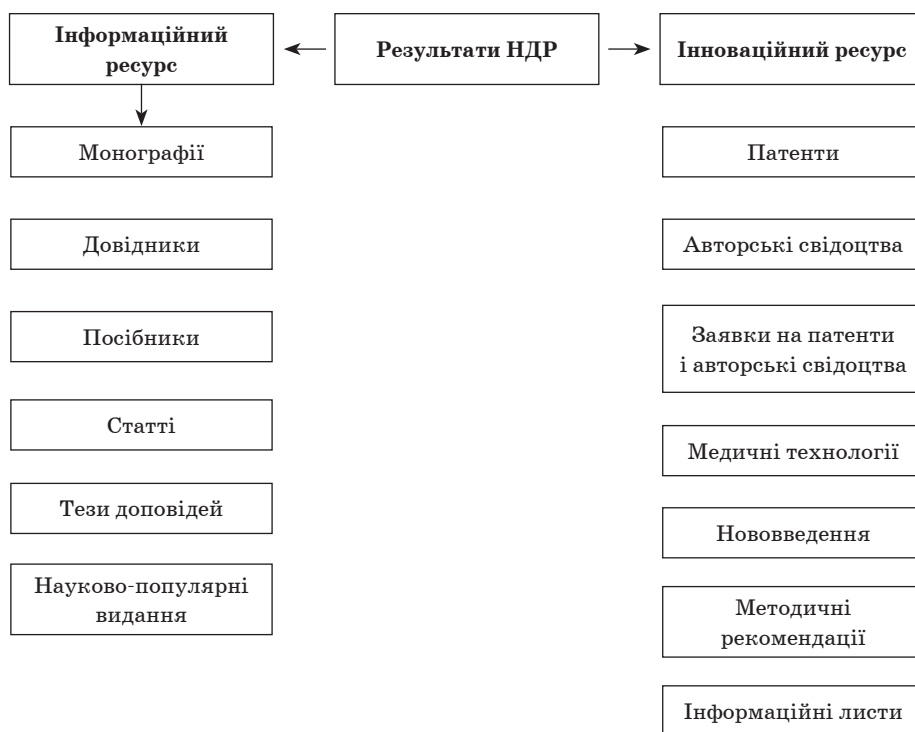 Інформаційний
ресурс
Результати НДР
Інноваційний ресурс
Монографії
Довідники
Посібники
Статті
Тези доповідей
Науково-популярні
видання
Патенти
Авторські свідоцтва
Заявки на патенти
і авторські свідоцтва
Медичні технології
Нововведення
Методичні
рекомендації
Інформаційні листи